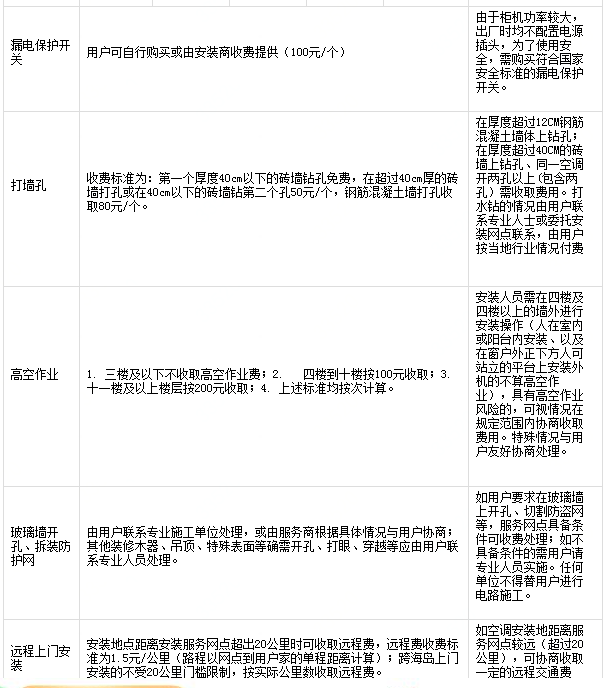 漏电保护开
关
用户可自行购买或由安装商收费提供（100元/个）
由于柜机功率较大，
出厂时均不配置电源
插头，为了使用安
全，需购买符合国家
安全标准的漏电保护
开关。
打墙孔
收费标准为：第一个厚度40cm以下的砖墙钻孔免费，在超过40cm厚的砖
墙打孔或在40cm以下的砖墙钻第二个孔50元/个，钢筋混凝土墙打孔收
取80元/个。
在厚度超过12CM钢筋
混凝土墙体上钻孔；
在厚度超过40CM的砖
墙上钻孔、同一空调
开两孔以上(包含两
孔）需收取费用。打
水钻的情况由用户联
系专业人士或委托安
装网点联系，由用户
按当地行业情况付费
高空作业
1. 三楼及以下不收取高空作业费；2. 四楼到十楼按100元收取；3.
十一楼及以上楼层按200元收取；4. 上述标准均按次计算。
安装人员需在四楼及
四楼以上的墙外进行
安装操作（人在室内
或阳台内安装、以及
在窗户外正下方人可
站立的平台上安装外
机的不算高空作
业），具有高空作业
风险的，可视情况在
规定范围内协商收取
费用。特殊情况与用
户友好协商处理。
玻璃墙开
孔、拆装防
护网
由用户联系专业施工单位处理，或由服务商根据具体情况与用户协商；
其他装修木器、吊顶、特殊表面等确需开孔、打眼、穿越等应由用户联
系专业人员处理。
如用户要求在玻璃墙
上开孔、切割防盗网
等，服务网点具备条
件可收费处理；如不
具备条件的需用户请
专业人员实施。任何
单位不得替用户进行
电路施工。
远程上门安
装
安装地点距离安装服务网点超出20公里时可收取远程费，远程费收费标
准为1.5元/公里（路程以网点到用户家的单程距离计算）；跨海岛上门
安装的不受20公里门槛限制，按实际公里数收取远程费。
如空调安装地距离服
务网点较远（超过20
公里），可协商收取
一定的远程交通费